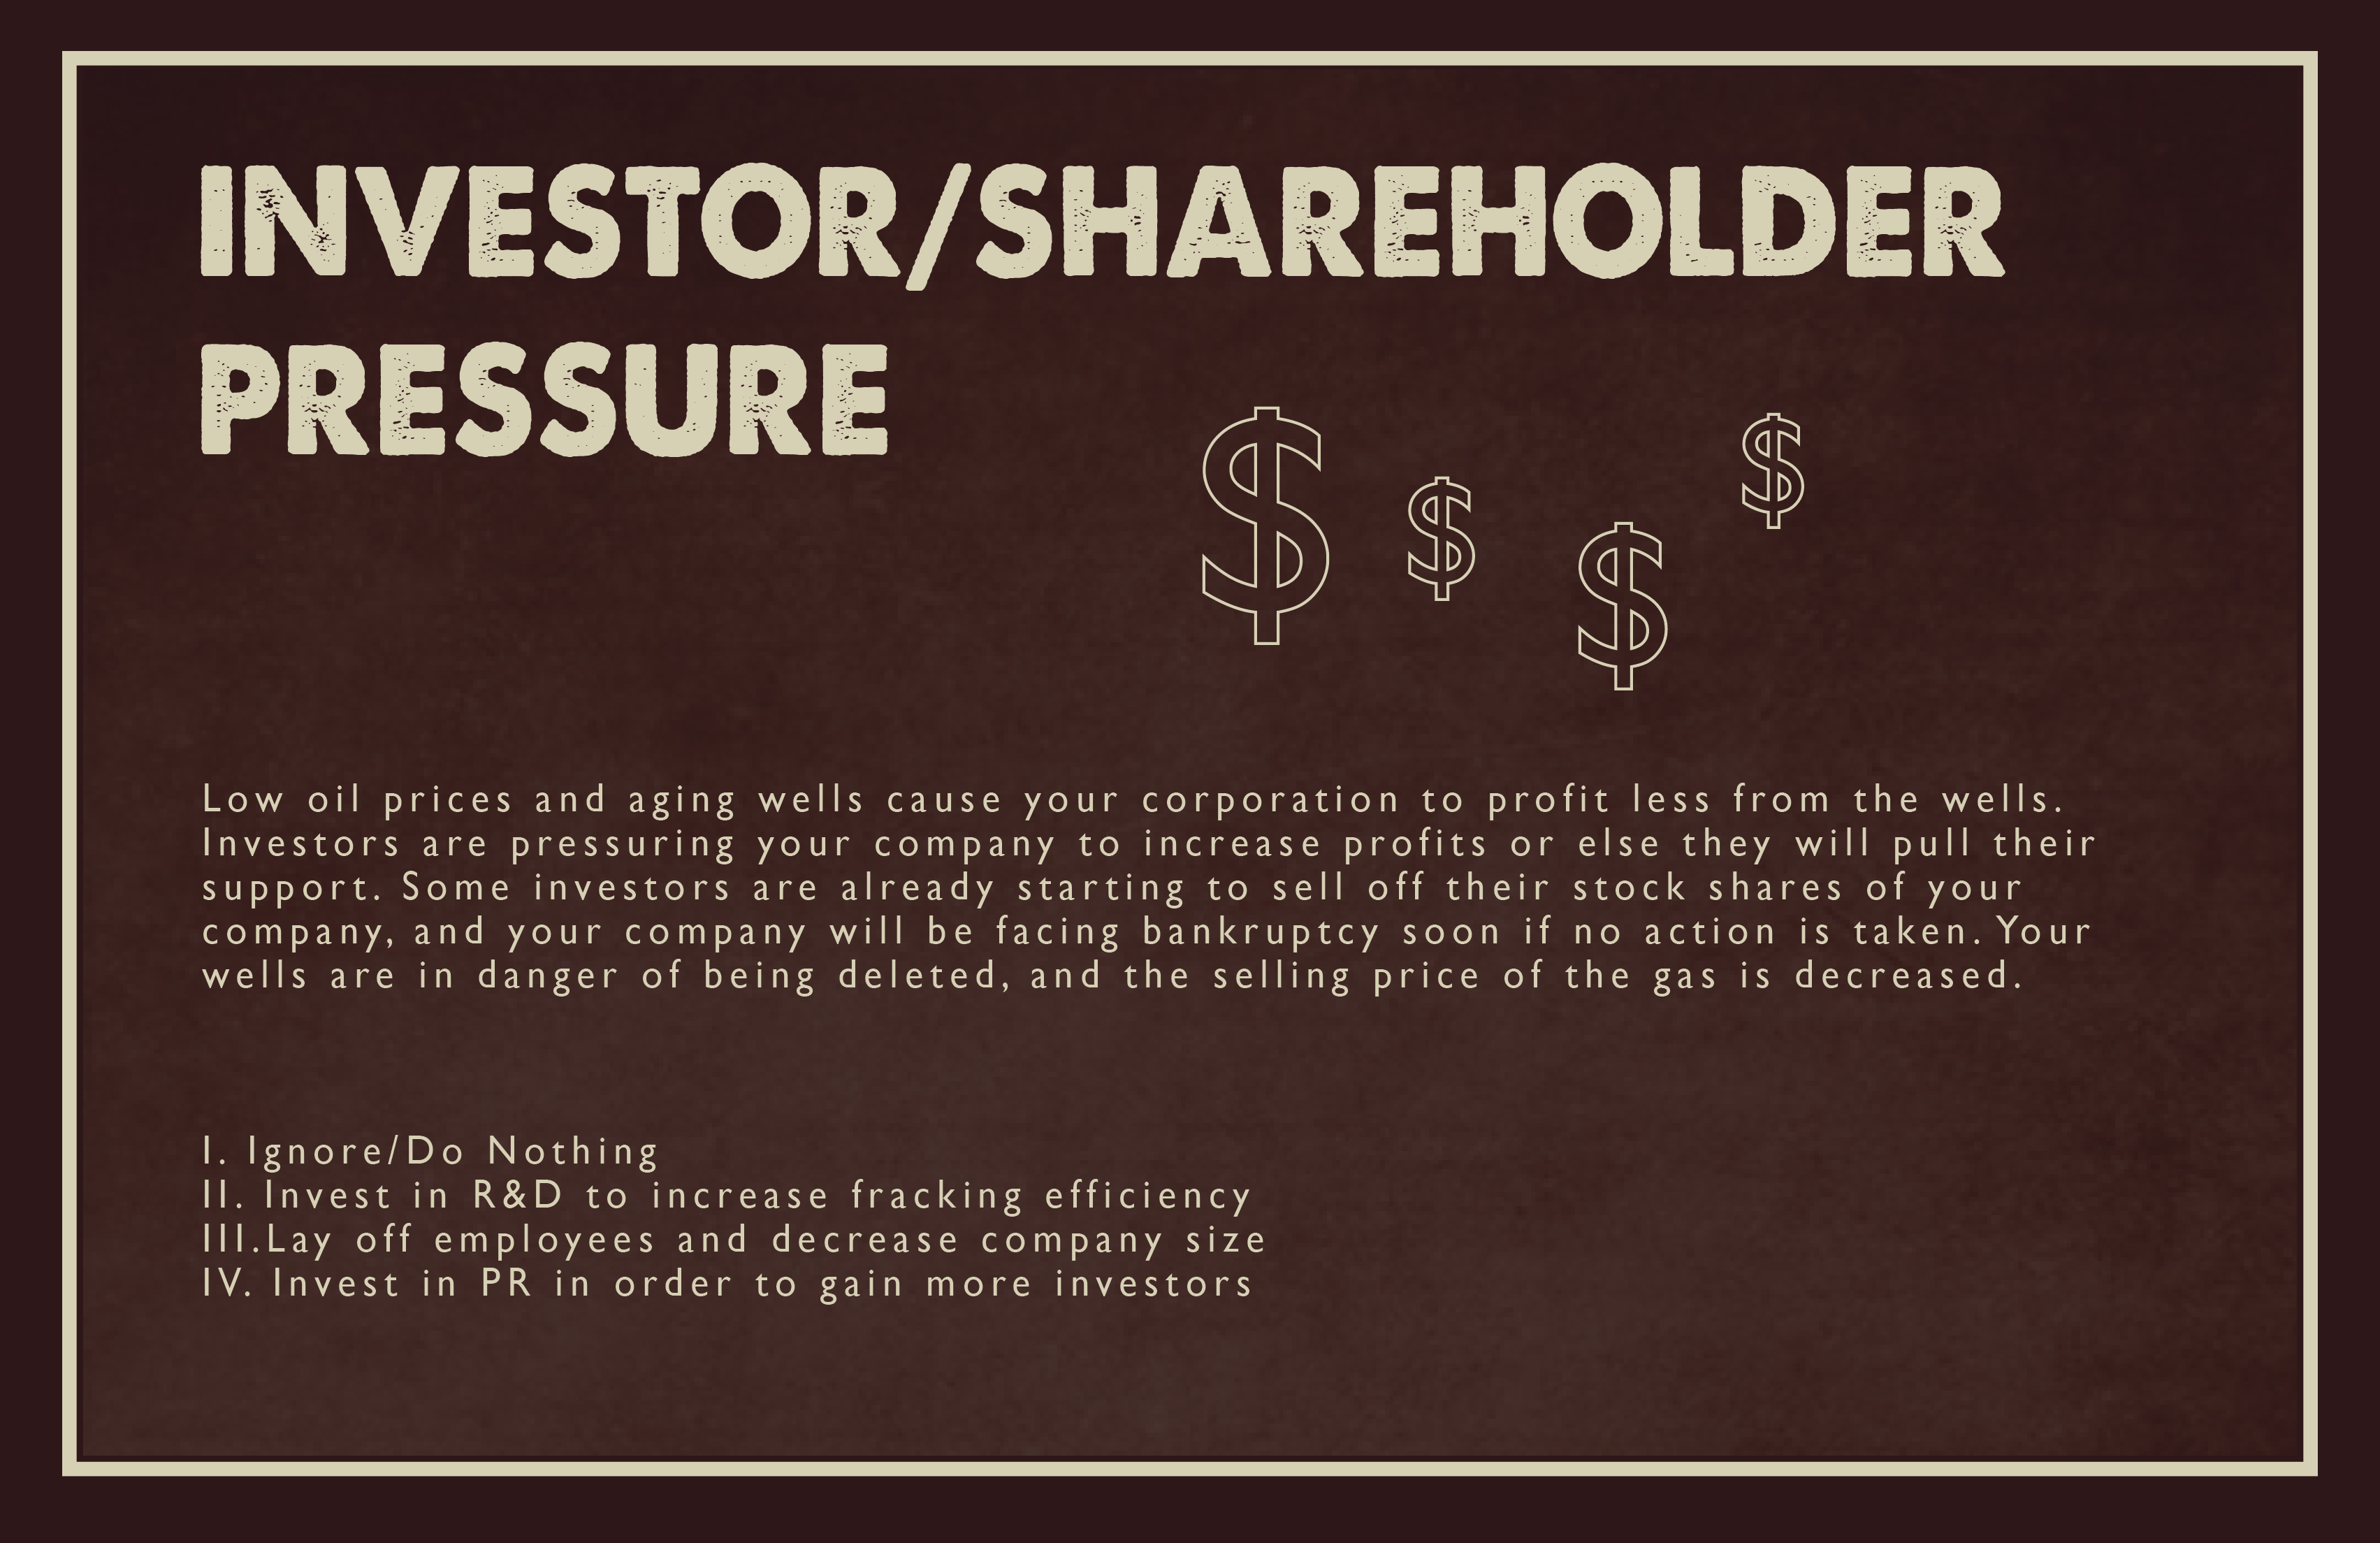 INVESTOR/SHAREHOLDER
PRESSURE
$ $ $ $
Low oil prices and aging wells cause your corporation to profit less from the wells.
Investors are pressuring your company to increase profits or else they will pull their
support. Some investors are already starting to sell off their stock shares of your
company, and your company will be facing bankruptcy soon if no action is taken. Your
wells are in danger of being deleted, and the selling price of the gas is decreased.
I. Ignore/Do Nothing
II. Invest in R&D to increase fracking efficiency
III.Lay off employees and decrease company size
IV. Invest in PR in order to gain more investors